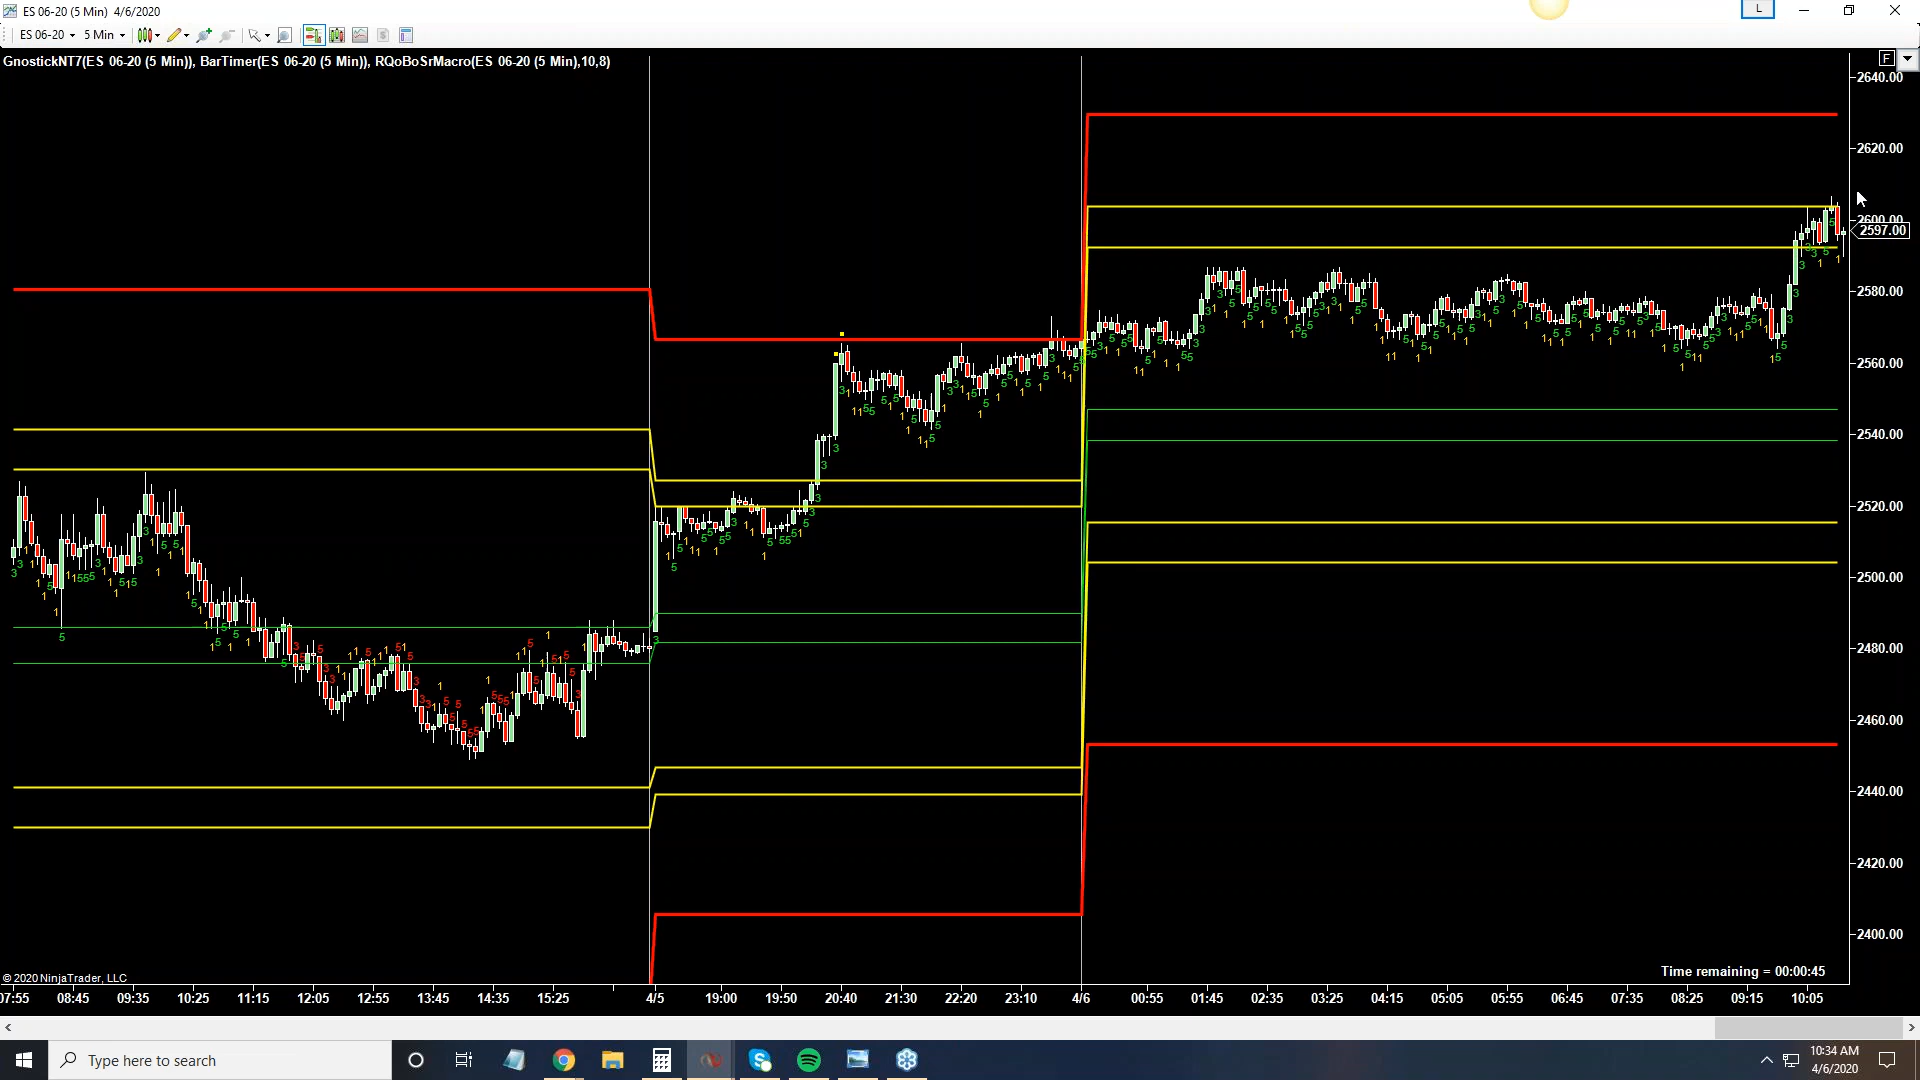 ES 06-20 (5 Min)  4/6/2020
L
ES 06-20  5 Min
GnostickNT7(ES 06-20 (5 Min)), BarTimer(ES 06-20 (5 Min)), RQoBoSrMacro(ES 06-20 (5 Min),10,8)
F
2640.00
2620.00
2600.00
2597.00
2580.00
2560.00
2540.00
2520.00
2500.00
2480.00
2460.00
2440.00
2420.00
2400.00
Time remaining = 00:00:45
© 2020 NinjaTrader, LLC
07:55 08:45 09:35 10:25 11:15 12:05 12:55 13:45 14:35 15:25 4/5 19:00 19:50 20:40 21:30 22:20 23:10 4/6 00:55 01:45 02:35 03:25 04:15 05:05 05:55 06:45 07:35 08:25 09:15 10:05
Type here to search
10:34 AM
4/6/2020